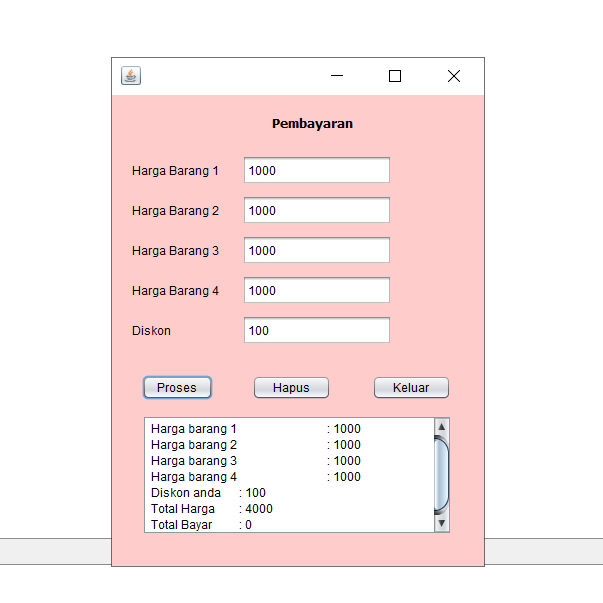 Pembayaran
Harga Barang 1 1000
Harga Barang 2 1000
Harga Barang 3 1000
Harga Barang 4 1000
Diskon 100
Proses Hapus Keluar
Harga barang 1 : 1000
Harga barang 2 : 1000
Harga barang 3 : 1000
Harga barang 4 : 1000
Diskon anda : 100
Total Harga : 4000
Total Bayar : 0